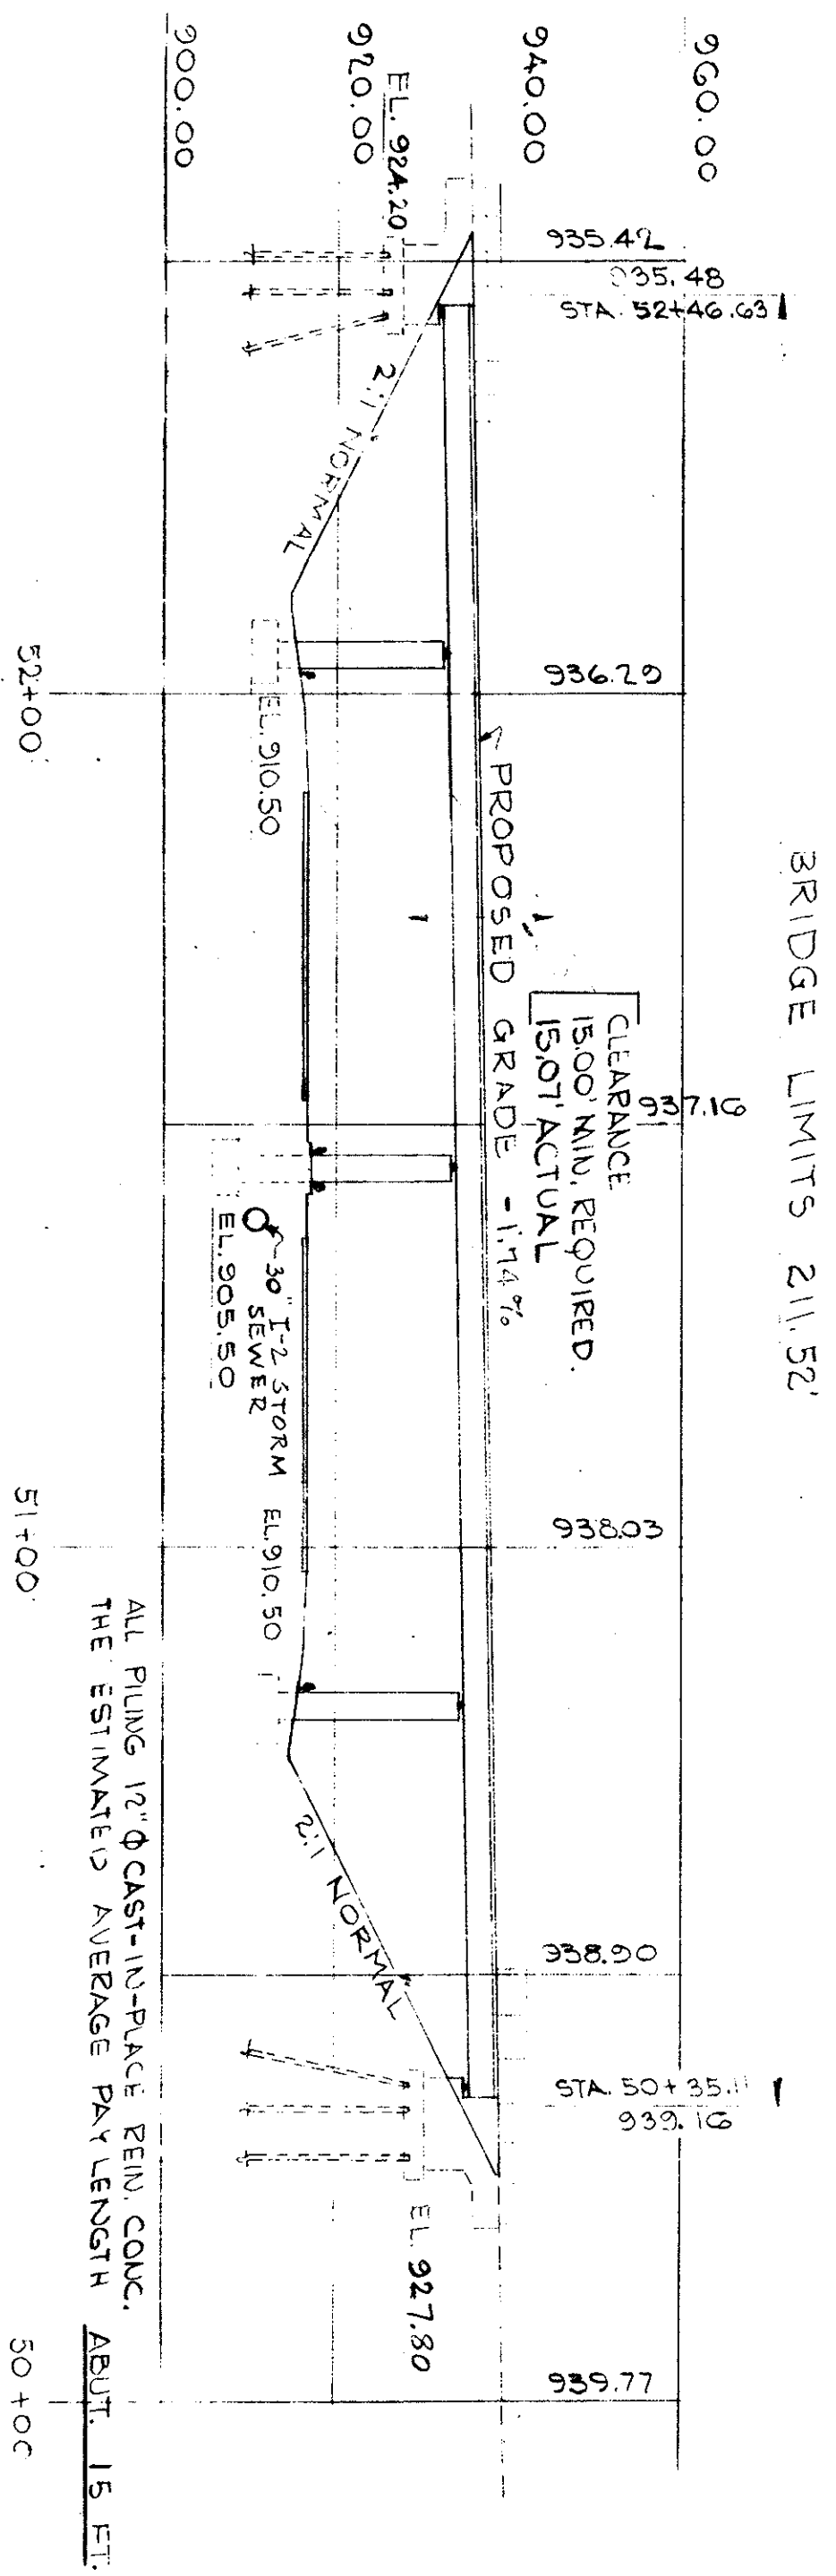 BRIDGE LIMITS 211.52'
960.00
940.00
920.00
900.00
935.42
935.48
STA. 52+46.63
936.29
937.16
938.03
938.90
STA. 50+35.11
939.16
939.77
CLEARANCE
15.00' MIN. REQUIRED.
15.07' ACTUAL
PROPOSED GRADE -1.74%
EL. 924.20
2:1 NORMAL
EL. 910.50
30" I-2 STORM
SEWER
EL. 905.50
EL. 910.50
2:1 NORMAL
EL. 927.80
52+00
51+00
50+00
ALL PILING 12" Φ CAST-IN-PLACE REIN. CONC.
THE ESTIMATED AVERAGE PAY LENGTH ABUT. 15 FT.